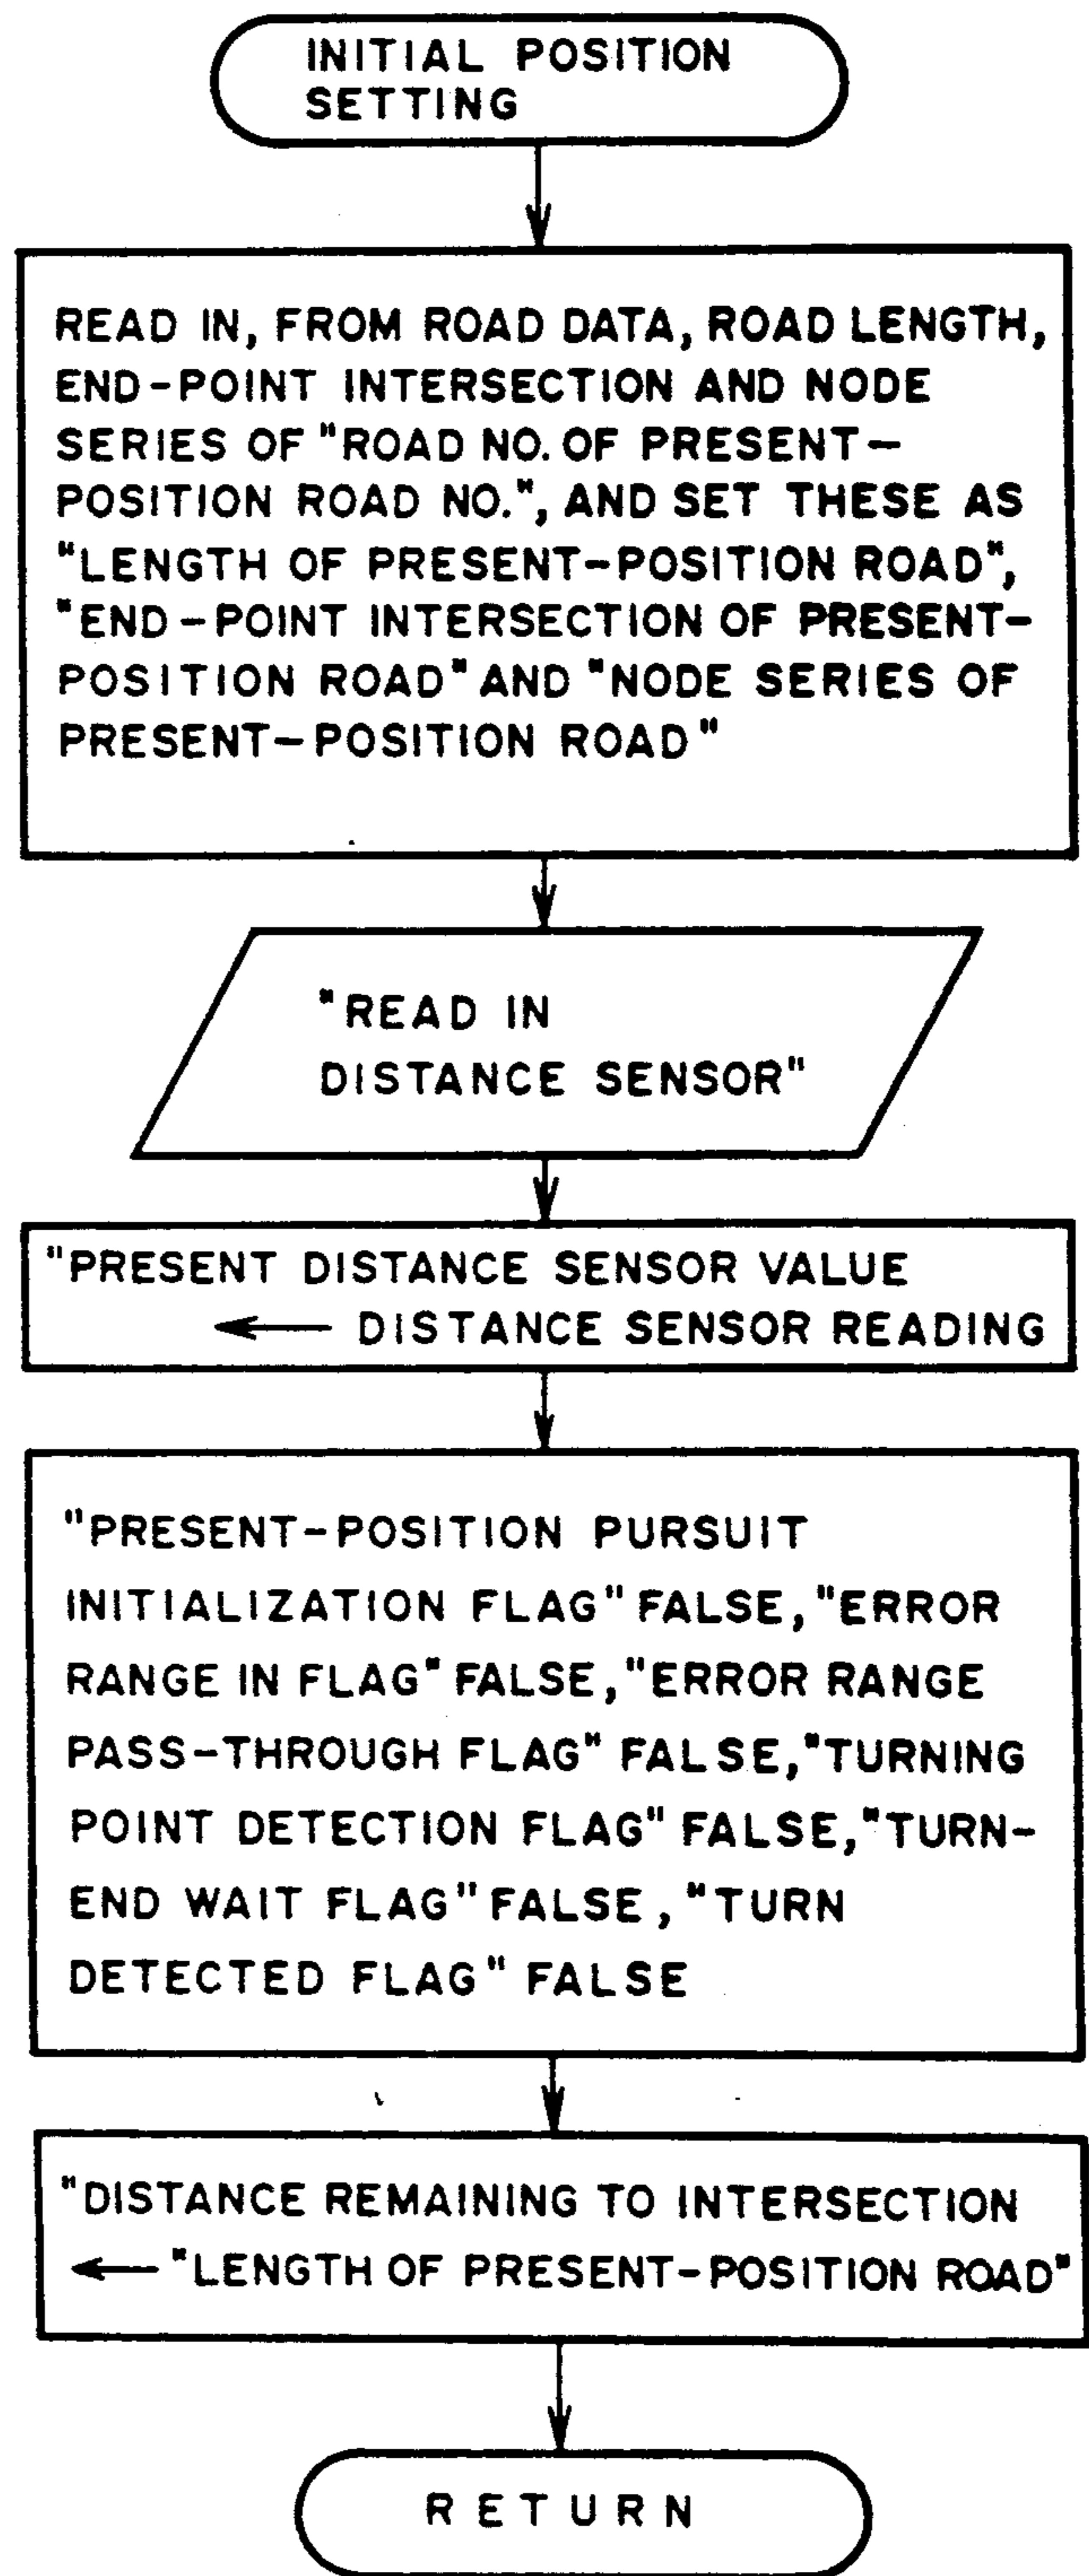 INITIAL POSITION
SETTING
READ IN, FROM ROAD DATA, ROAD LENGTH,
END-POINT INTERSECTION AND NODE
SERIES OF "ROAD NO. OF PRESENT-
POSITION ROAD NO.", AND SET THESE AS
"LENGTH OF PRESENT-POSITION ROAD",
"END-POINT INTERSECTION OF PRESENT-
POSITION ROAD" AND "NODE SERIES OF
PRESENT-POSITION ROAD"
"READ IN
DISTANCE SENSOR"
"PRESENT DISTANCE SENSOR VALUE
← DISTANCE SENSOR READING
"PRESENT-POSITION PURSUIT
INITIALIZATION FLAG" FALSE, "ERROR
RANGE IN FLAG" FALSE, "ERROR RANGE
PASS-THROUGH FLAG" FALSE, "TURNING
POINT DETECTION FLAG" FALSE, "TURN-
END WAIT FLAG" FALSE, "TURN
DETECTED FLAG" FALSE
"DISTANCE REMAINING TO INTERSECTION
← "LENGTH OF PRESENT-POSITION ROAD"
RETURN